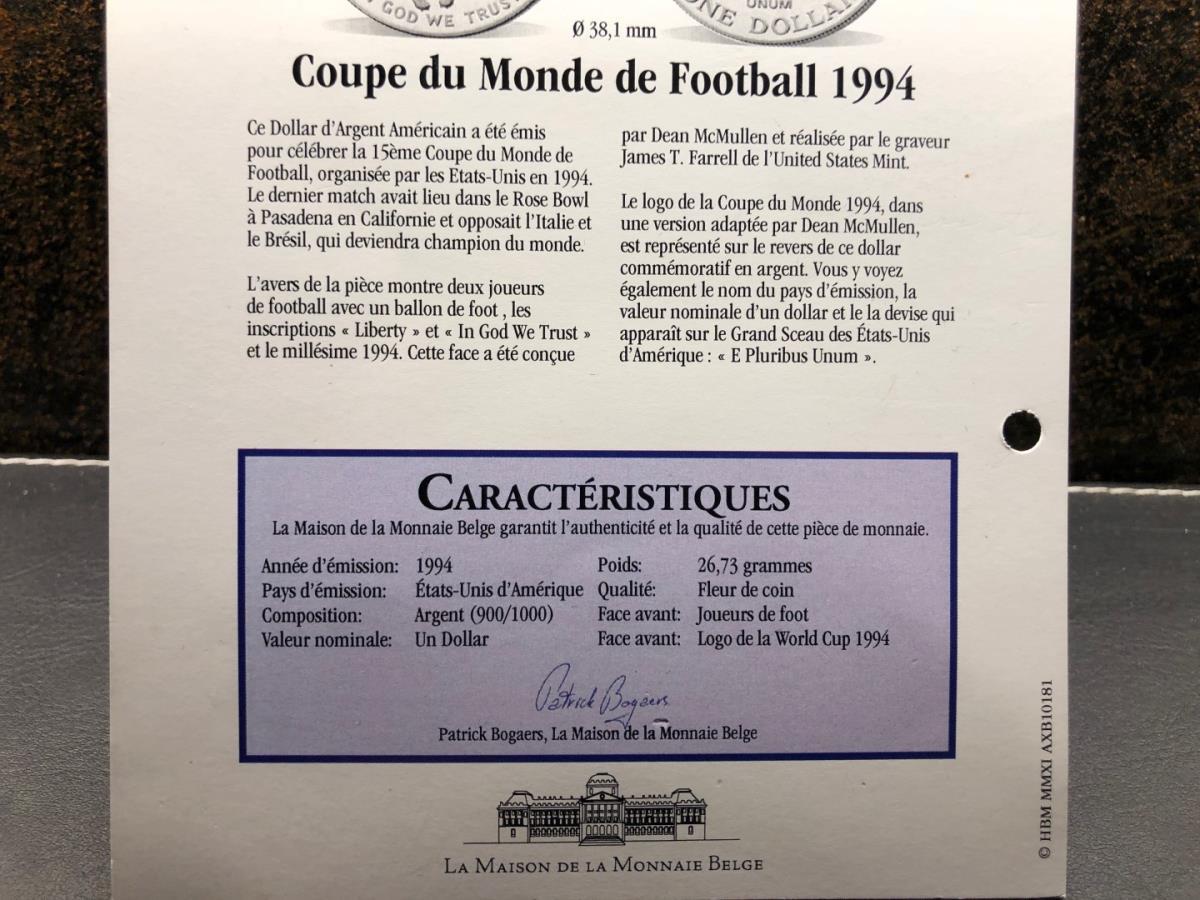 GOD WE TRUST
UNUM
ONE DOLLAR
Ø 38,1 mm
Coupe du Monde de Football 1994
Ce Dollar d'Argent Américain a été émis
pour célébrer la 15ème Coupe du Monde de
Football, organisée par les Etats-Unis en 1994.
Le dernier match avait lieu dans le Rose Bowl
à Pasadena en Californie et opposait l'Italie et
le Brésil, qui deviendra champion du monde.
L'avers de la pièce montre deux joueurs
de football avec un ballon de foot , les
inscriptions « Liberty » et « In God We Trust »
et le millésime 1994. Cette face a été conçue
par Dean McMullen et réalisée par le graveur
James T. Farrell de l'United States Mint.
Le logo de la Coupe du Monde 1994, dans
une version adaptée par Dean McMullen,
est représenté sur le revers de ce dollar
commémoratif en argent. Vous y voyez
également le nom du pays d'émission, la
valeur nominale d'un dollar et le la devise qui
apparaît sur le Grand Sceau des États-Unis
d'Amérique : « E Pluribus Unum ».
CARACTÉRISTIQUES
La Maison de la Monnaie Belge garantit l'authenticité et la qualité de cette pièce de monnaie.
Année d'émission: 1994
Pays d'émission: États-Unis d'Amérique
Composition: Argent (900/1000)
Valeur nominale: Un Dollar
Poids: 26,73 grammes
Qualité: Fleur de coin
Face avant: Joueurs de foot
Face avant: Logo de la World Cup 1994
Patrick Bogaers
Patrick Bogaers, La Maison de la Monnaie Belge
LA MAISON DE LA MONNAIE BELGE
© HBM MMXI AXB10181